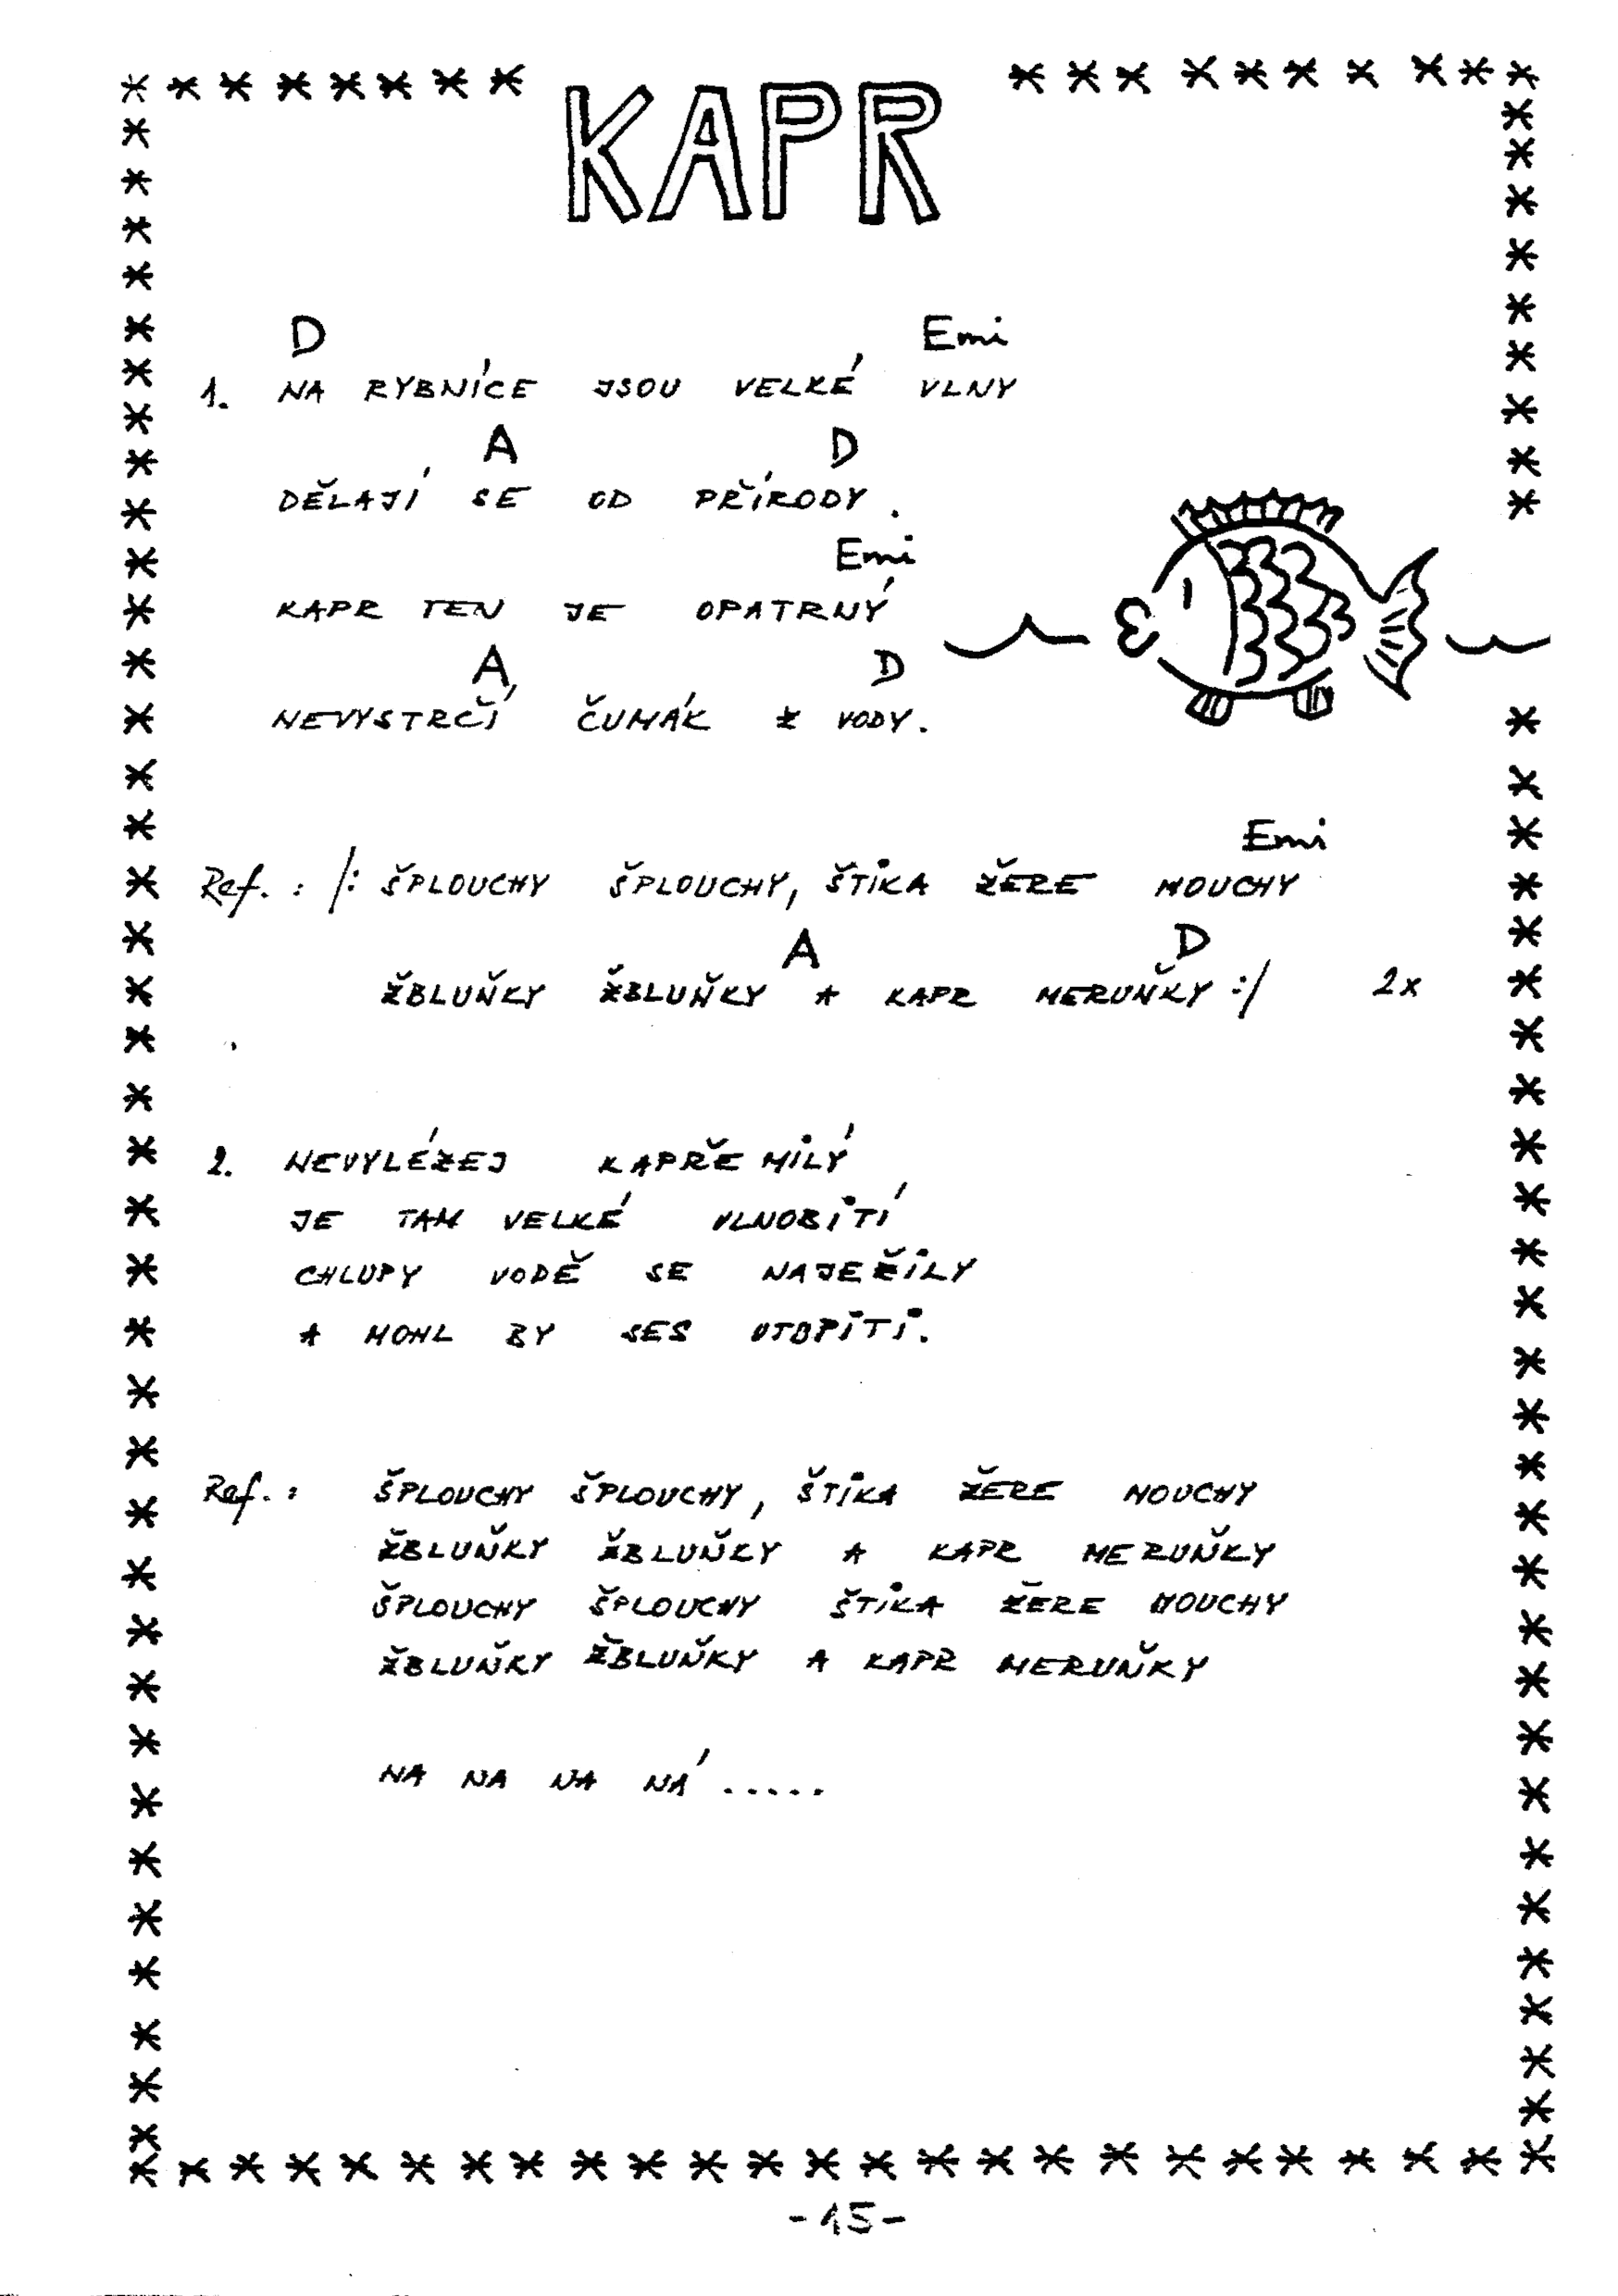 KAPR
D Emi
1. NA RYBNÍCE JSOU VELKÉ VLNY
A D
DĚLAJÍ SE OD PŘÍRODY.
Emi
KAPR TEN JE OPATRNÝ
A D
NEVYSTRČÍ ČUMÁK Z VODY.
Emi
Ref.: /: ŠPLOUCHY ŠPLOUCHY, ŠTIKA ŽERE MOUCHY
A D
ŽBLUŇKY ŽBLUŇKY A KAPR MERUŇKY :/ 2x
2. NEVYLÉZEJ KAPŘE MILÝ
JE TAM VELKÉ VLNOBITÍ
CHLUPY VODĚ SE NAJEŽILY
A MOHL BY SES UTOPITI.
Ref.: ŠPLOUCHY ŠPLOUCHY, ŠTIKA ŽERE MOUCHY
ŽBLUŇKY ŽBLUŇKY A KAPR MERUŇKY
ŠPLOUCHY ŠPLOUCHY ŠTIKA ŽERE MOUCHY
ŽBLUŇKY ŽBLUŇKY A KAPR MERUŇKY
NA NA NA NÁ.....
-15-